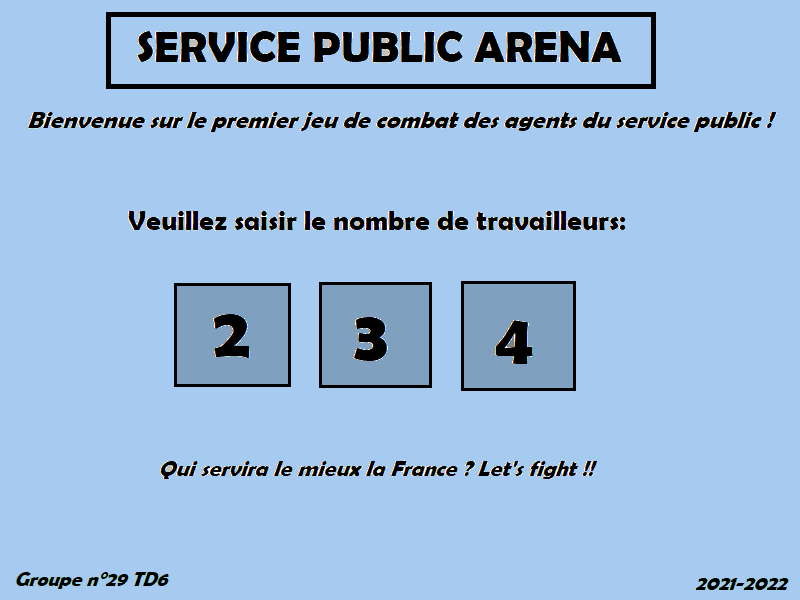 SERVICE PUBLIC ARENA
Bienvenue sur le premier jeu de combat des agents du service public !
Veuillez saisir le nombre de travailleurs:
2 3 4
Qui servira le mieux la France ? Let's fight !!
Groupe n°29 TD6
2021-2022